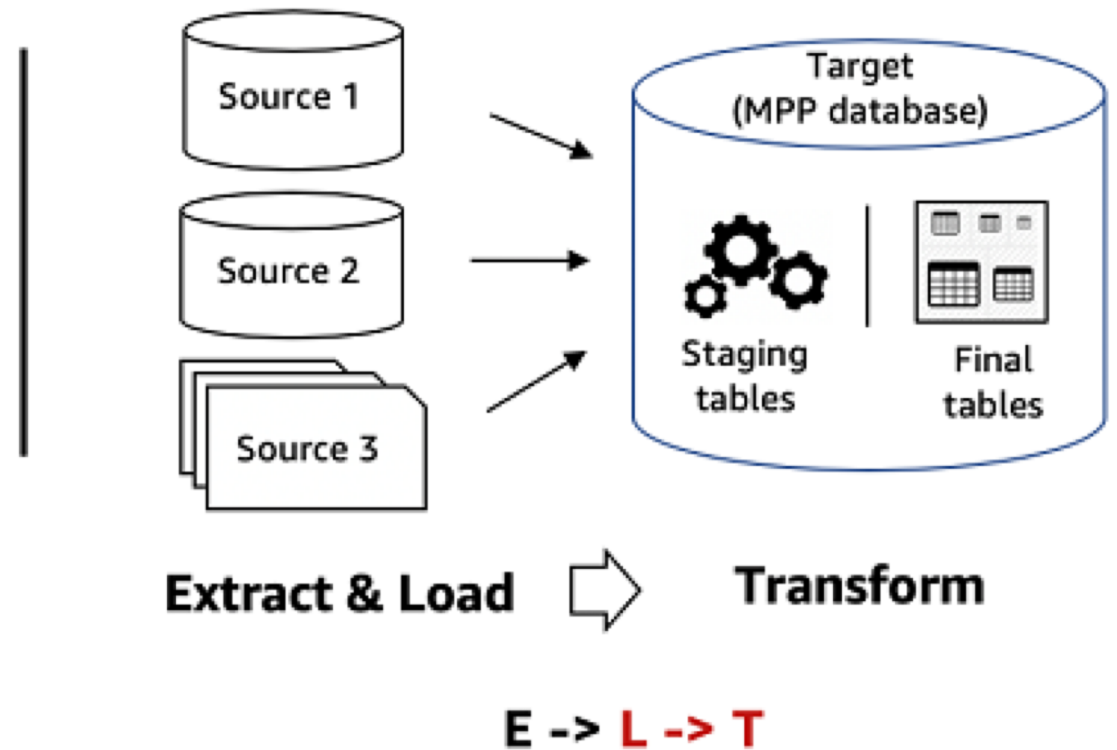 Source 1
Source 2
Source 3
Target
(MPP database)
Staging
tables
Final
tables
Extract & Load
Transform
E -> L -> T